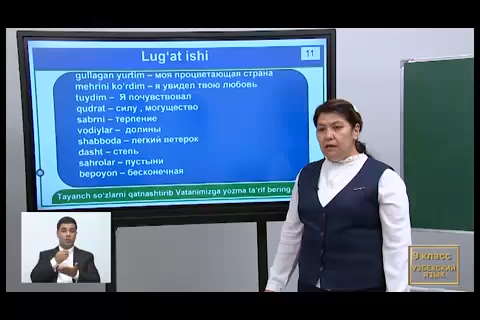 Lug'at ishi
11
gullagan yurtim – моя процветающая страна
mehrini ko'rdim – я увидел твою любовь
tuydim – Я почувствовал
qudrat – силу , могущество
sabrni – терпение
vodiylar – долины
shabboda – легкий ветерок
dasht – степь
sahrolar – пустыни
bepoyon – бесконечная
Tayanch so'zlarni qatnashtirib Vatanimizga yozma ta'rif bering.
9 класс
УЗБЕКСКИЙ
ЯЗЫК